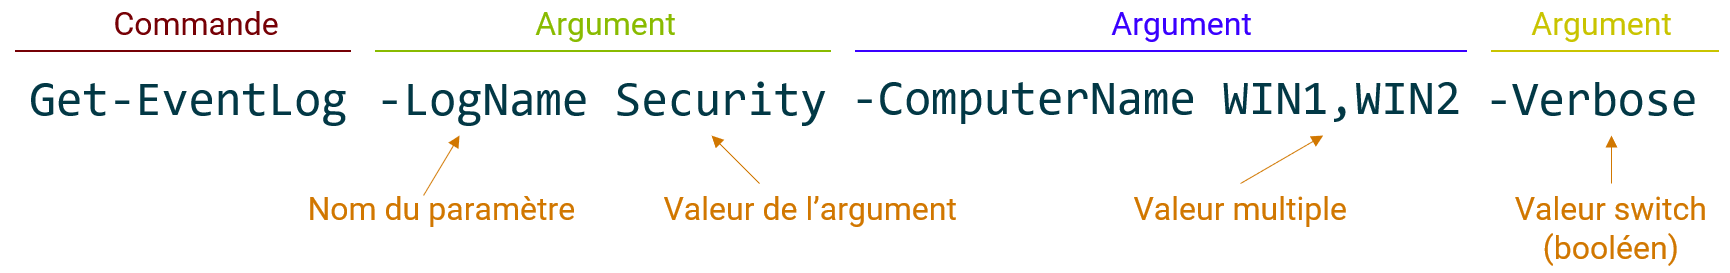 Commande Argument Argument Argument
Get-EventLog -LogName Security -ComputerName WIN1,WIN2 -Verbose
Nom du paramètre Valeur de l’argument Valeur multiple Valeur switch
(booléen)